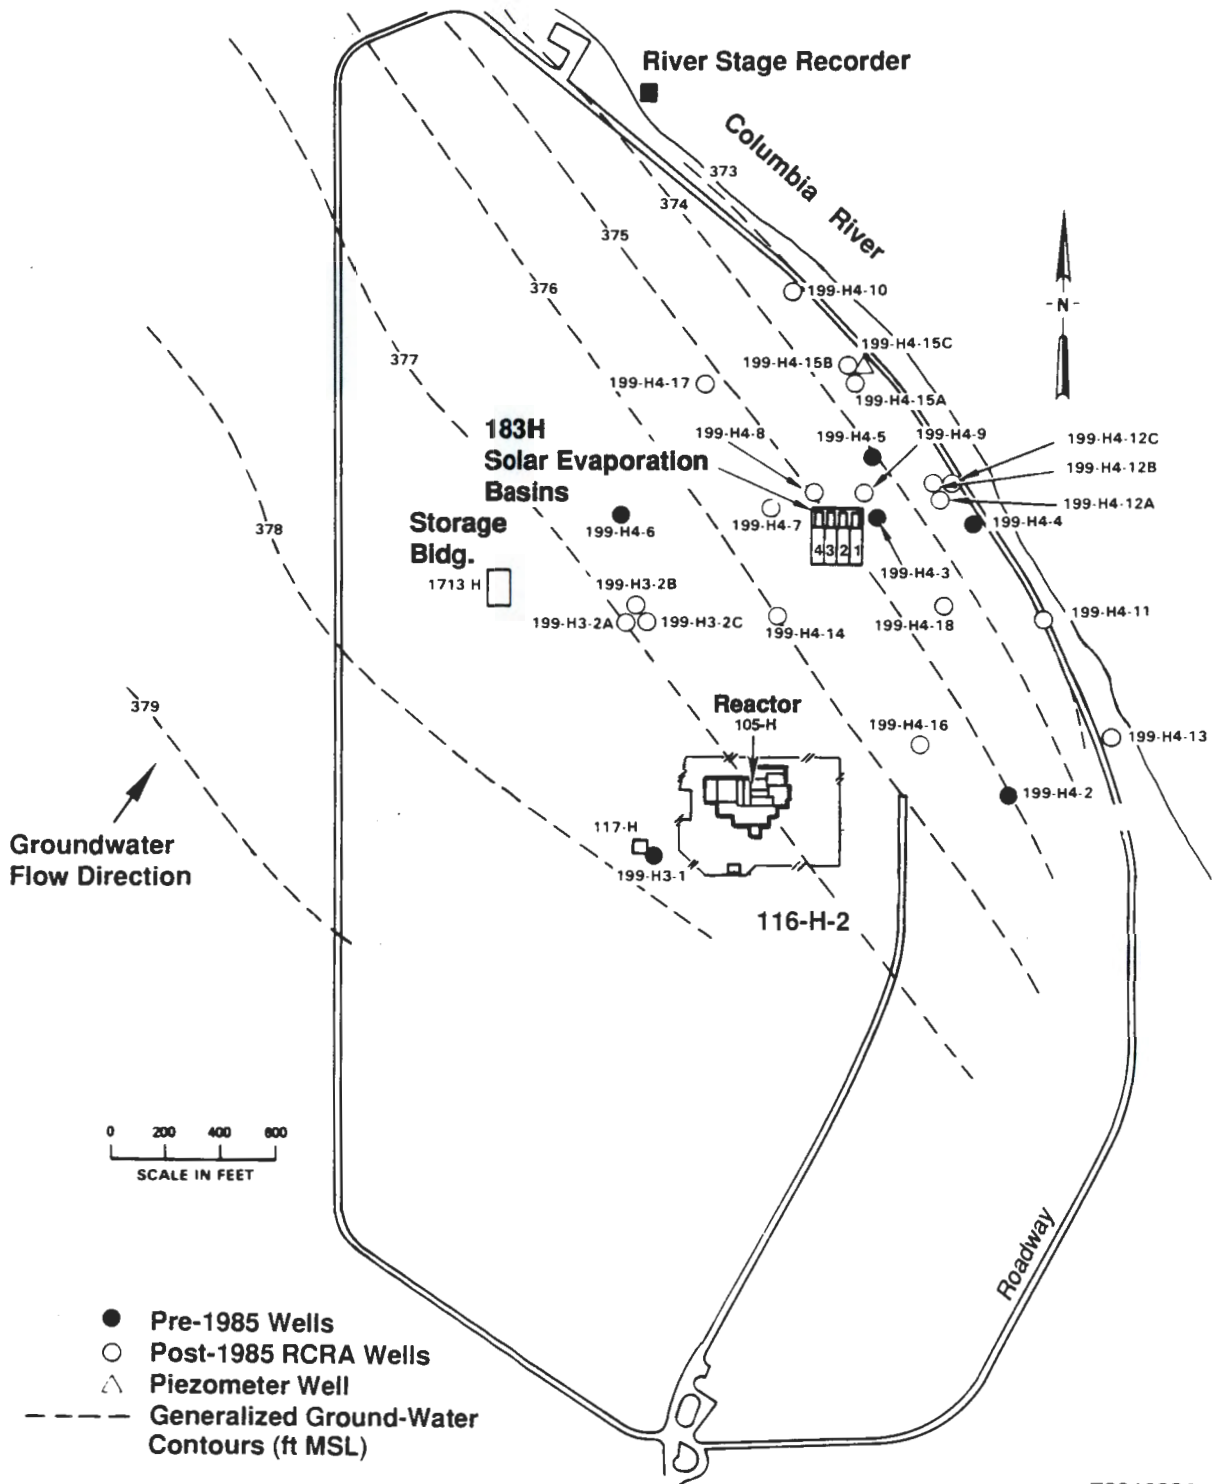 River Stage Recorder
Columbia River
373
374
375
376
377
378
379
-N-
199-H4-10
199-H4-15C
199-H4-15B
199-H4-17
199-H4-15A
183H
Solar Evaporation
Basins
199-H4-8
199-H4-5
199-H4-9
199-H4-12C
199-H4-12B
199-H4-12A
199-H4-4
Storage
Bldg.
1713 H
199-H4-6
199-H4-7
4 3 2 1
199-H4-3
199-H3-2B
199-H3-2A
199-H3-2C
199-H4-14
199-H4-18
199-H4-11
Reactor
105-H
199-H4-16
199-H4-13
199-H4-2
Groundwater
Flow Direction
117-H
199-H3-1
116-H-2
0 200 400 600
SCALE IN FEET
Roadway
Pre-1985 Wells
Post-1985 RCRA Wells
Piezometer Well
Generalized Ground-Water
Contours (ft MSL)